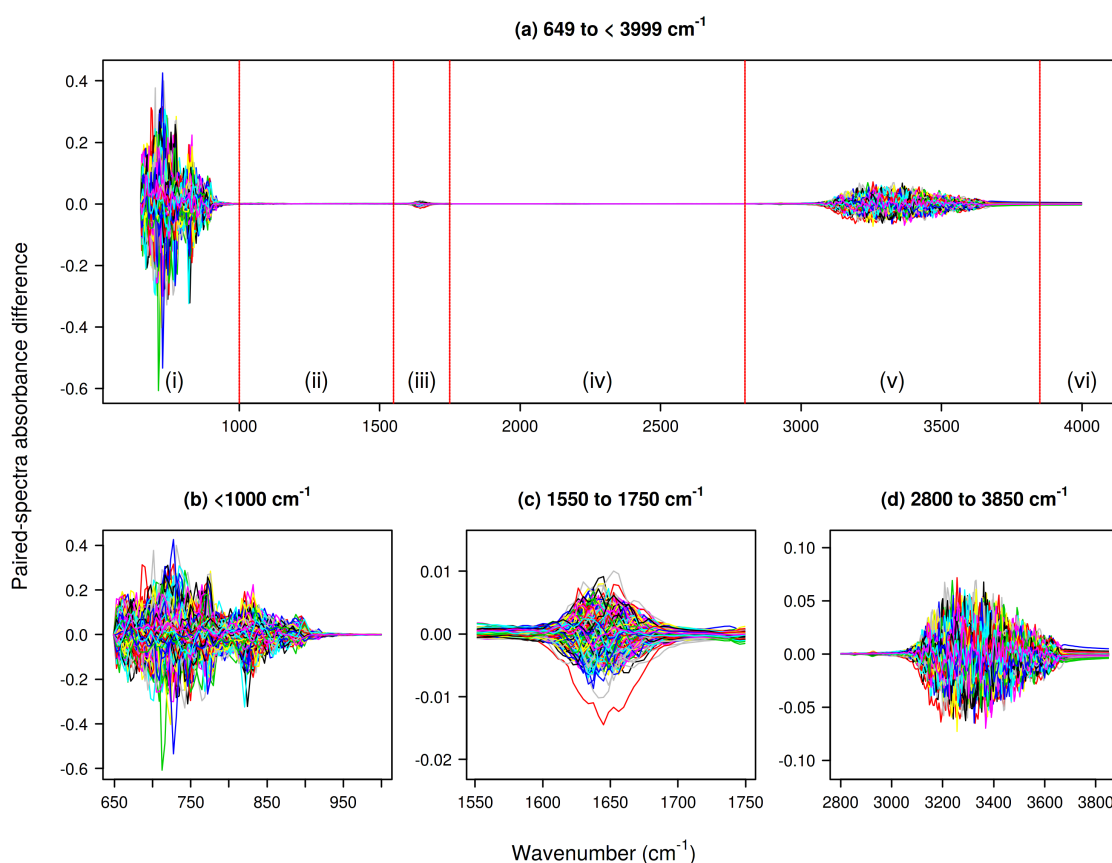 (a) 649 to < 3999 cm⁻¹
0.4
0.2
0.0
-0.2
-0.4
-0.6
(i) (ii) (iii) (iv) (v) (vi)
1000 1500 2000 2500 3000 3500 4000
Paired-spectra absorbance difference
(b) <1000 cm⁻¹
0.4
0.2
0.0
-0.2
-0.4
-0.6
650 750 850 950
(c) 1550 to 1750 cm⁻¹
0.01
0.00
-0.01
-0.02
1550 1600 1650 1700 1750
(d) 2800 to 3850 cm⁻¹
0.10
0.05
0.00
-0.05
-0.10
2800 3000 3200 3400 3600 3800
Wavenumber (cm⁻¹)